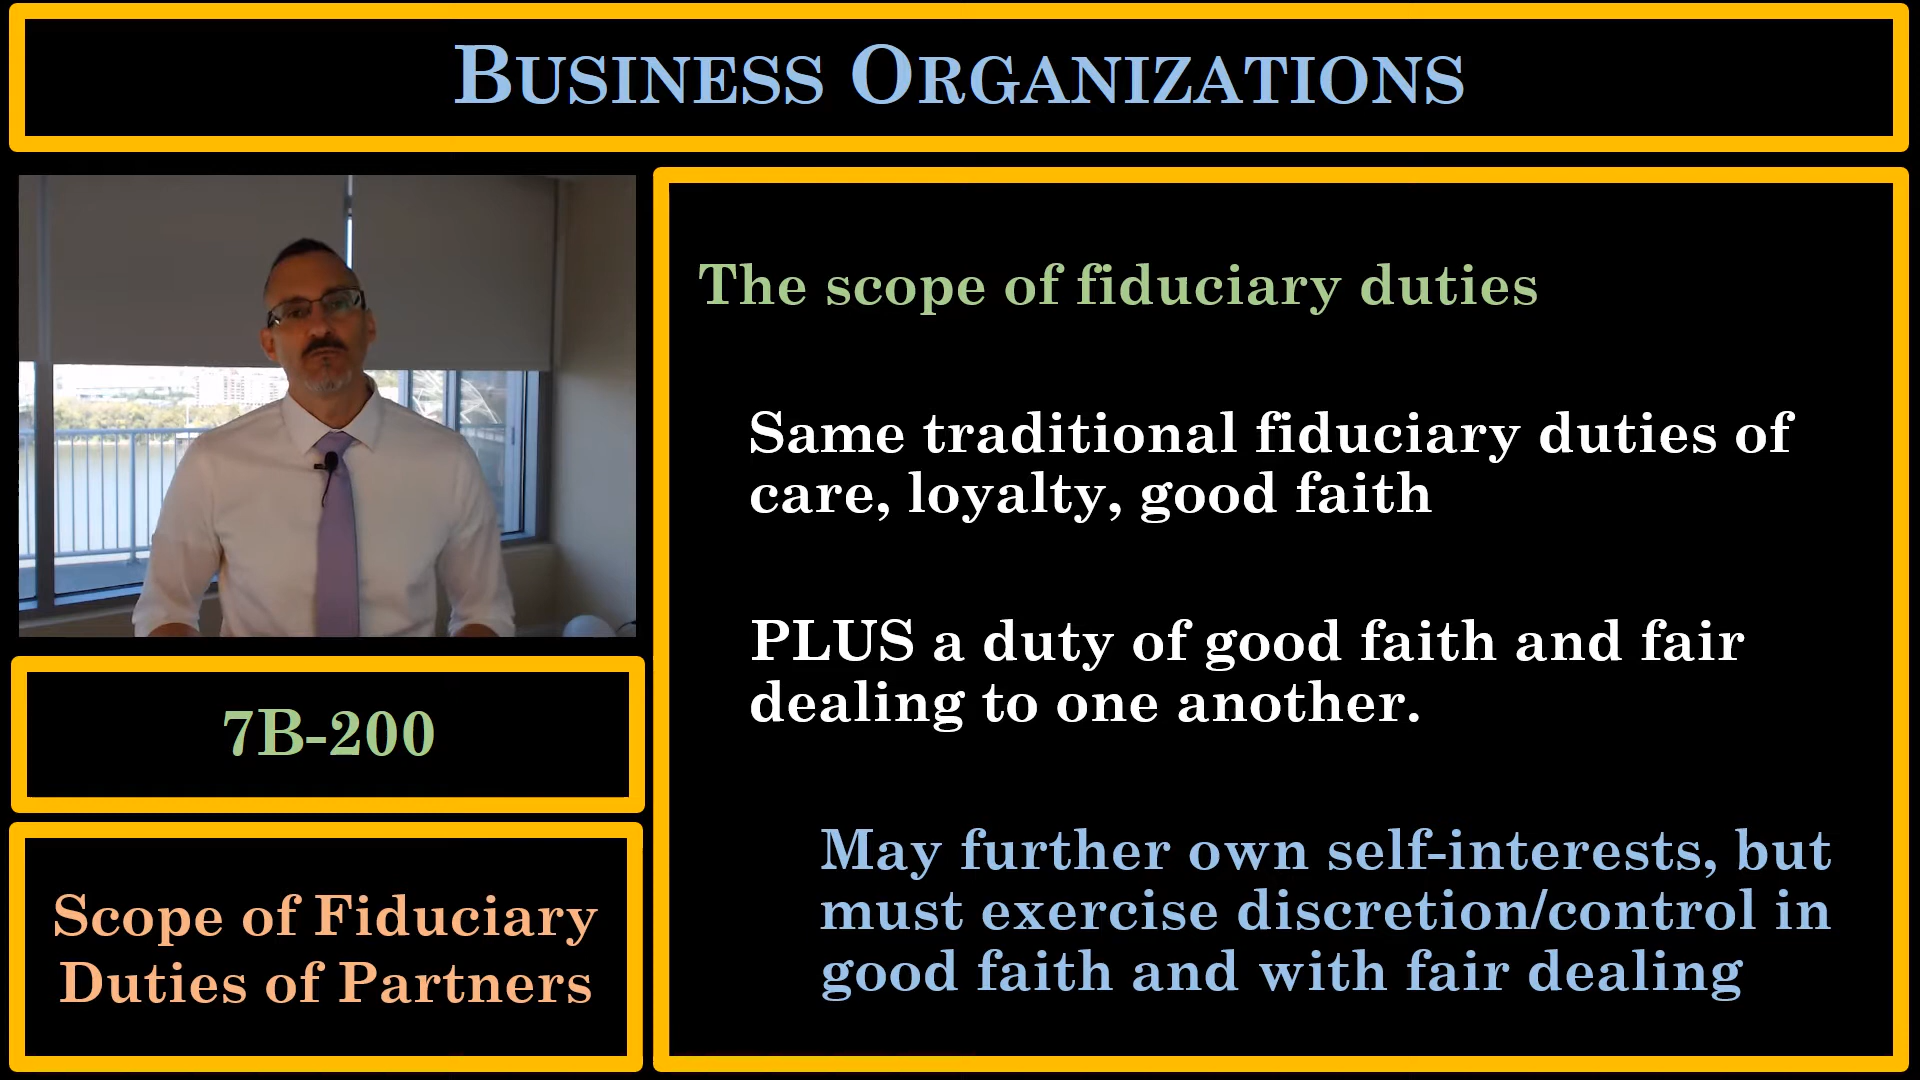 BUSINESS ORGANIZATIONS
The scope of fiduciary duties
Same traditional fiduciary duties of
care, loyalty, good faith
PLUS a duty of good faith and fair
dealing to one another.
May further own self-interests, but
must exercise discretion/control in
good faith and with fair dealing
7B-200
Scope of Fiduciary
Duties of Partners